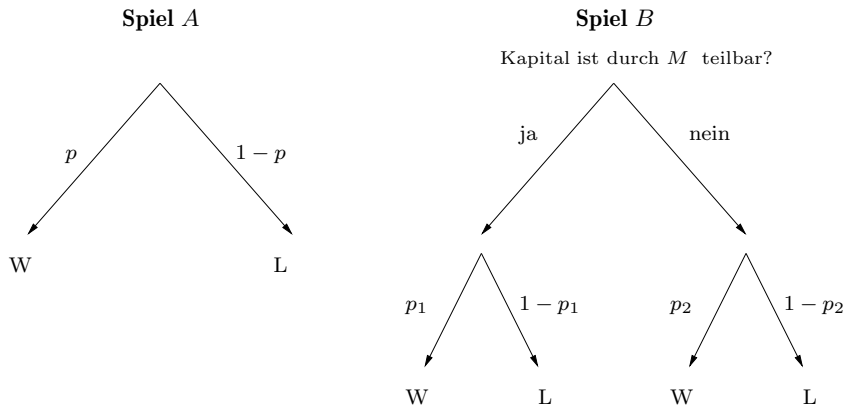 Spiel A
Spiel B
Kapital ist durch M teilbar?
ja
nein
p
1 − p
W
L
p₁
1 − p₁
p₂
1 − p₂
W
L
W
L